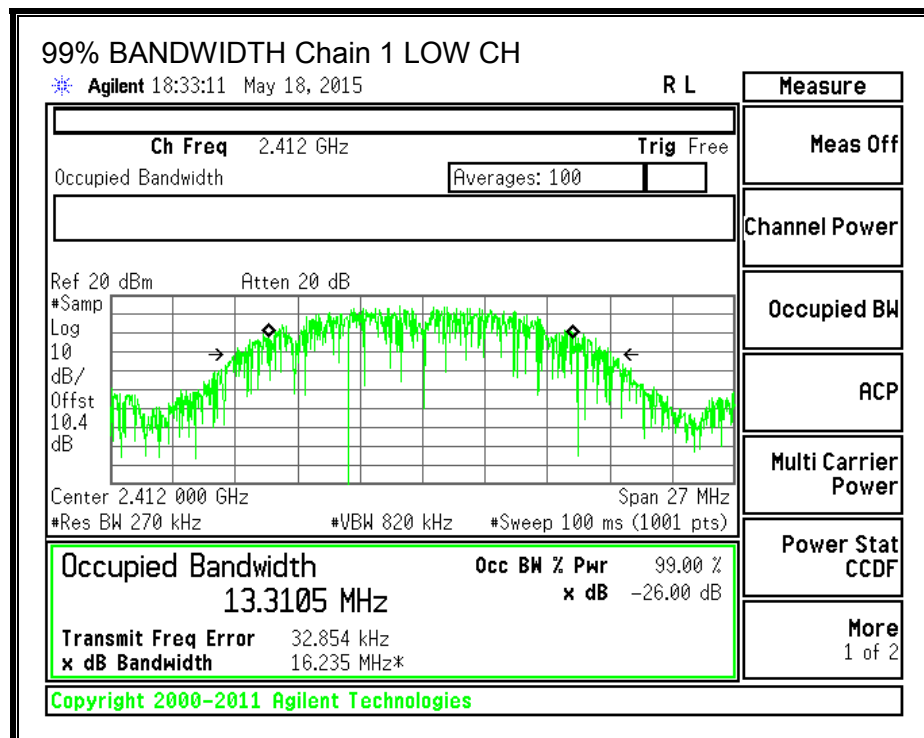 99% BANDWIDTH Chain 1 LOW CH
Agilent 18:33:11 May 18, 2015 R L
Measure
Ch Freq 2.412 GHz Trig Free
Meas Off
Occupied Bandwidth Averages: 100
Channel Power
Ref 20 dBm Atten 20 dB
#Samp
Log
10
dB/
Offst
10.4
dB
Occupied BW
ACP
Center 2.412 000 GHz Span 27 MHz
#Res BW 270 kHz #VBW 820 kHz #Sweep 100 ms (1001 pts)
Multi Carrier
Power
Occupied Bandwidth Occ BW % Pwr 99.00 %
13.3105 MHz x dB -26.00 dB
Transmit Freq Error 32.854 kHz
x dB Bandwidth 16.235 MHz*
Power Stat
CCDF
More
1 of 2
Copyright 2000-2011 Agilent Technologies